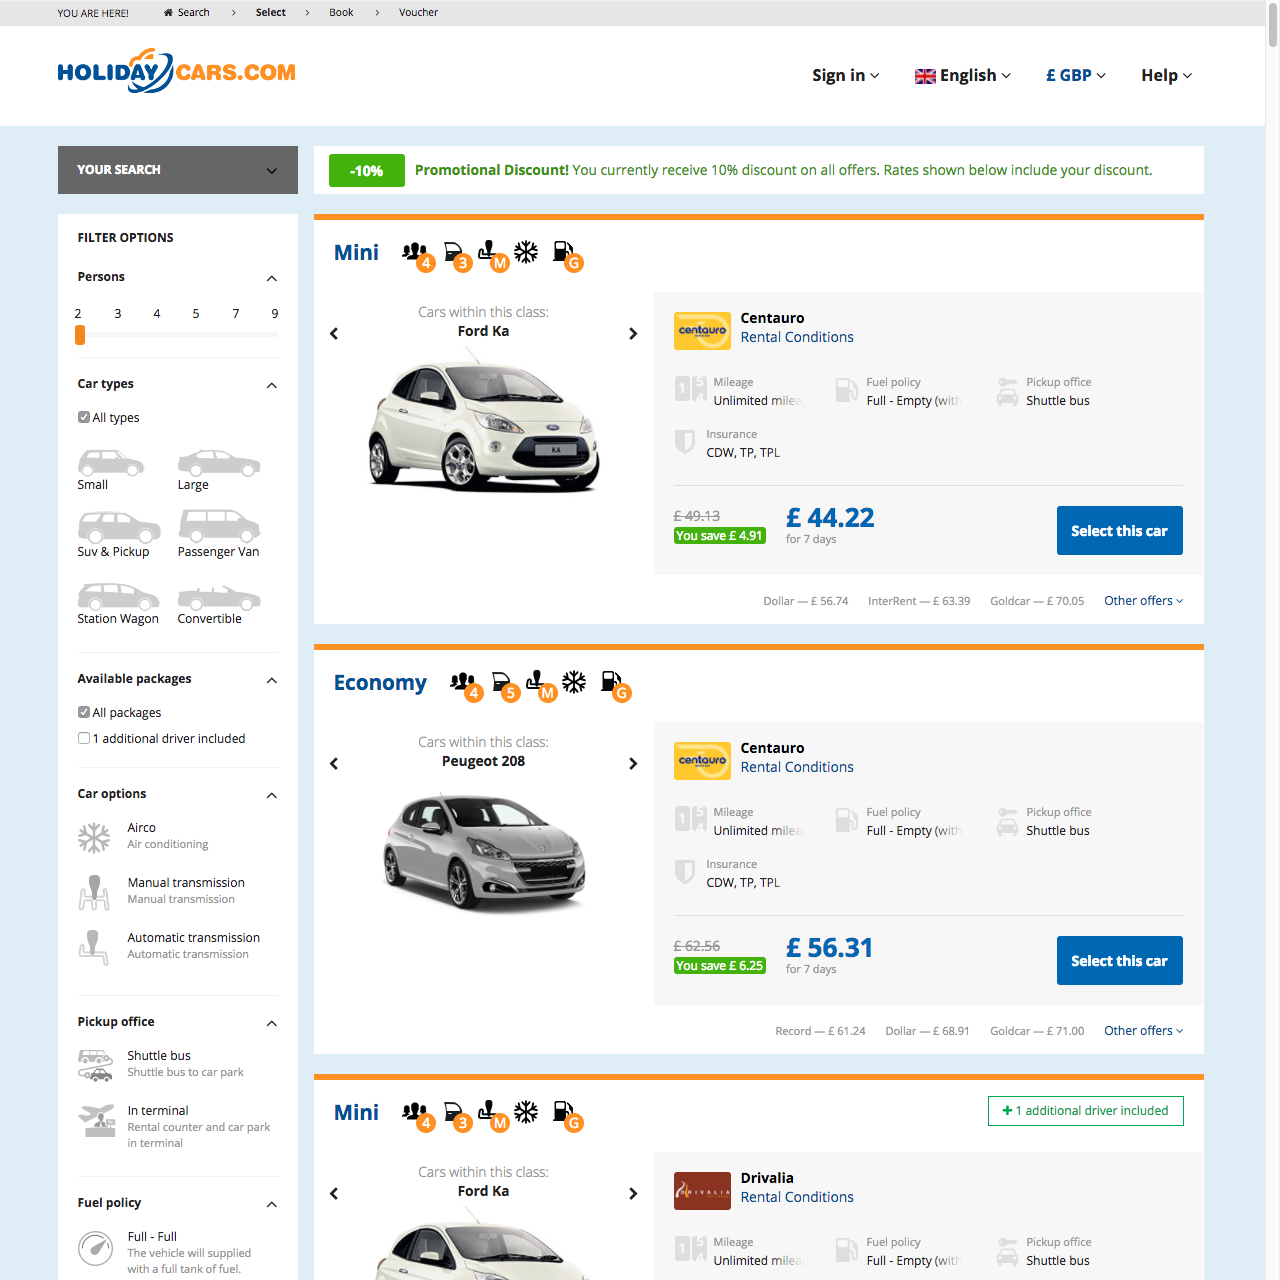 YOU ARE HERE! Search > Select > Book > Voucher
HOLIDAYCARS.COM
Sign in English £ GBP Help
YOUR SEARCH
-10% Promotional Discount! You currently receive 10% discount on all offers. Rates shown below include your discount.
FILTER OPTIONS
Persons
2 3 4 5 7 9
Car types
All types
Small Large
Suv & Pickup Passenger Van
Station Wagon Convertible
Available packages
All packages
1 additional driver included
Car options
Airco
Air conditioning
Manual transmission
Manual transmission
Automatic transmission
Automatic transmission
Pickup office
Shuttle bus
Shuttle bus to car park
In terminal
Rental counter and car park
in terminal
Fuel policy
Full - Full
The vehicle will supplied
with a full tank of fuel.
Mini 4 3 M G
Cars within this class:
Ford Ka
KA
centauro
Centauro
Rental Conditions
Mileage
Unlimited milea
Fuel policy
Full - Empty (with
Pickup office
Shuttle bus
Insurance
CDW, TP, TPL
£ 49.13
You save £ 4.91
£ 44.22
for 7 days
Select this car
Dollar — £ 56.74 InterRent — £ 63.39 Goldcar — £ 70.05 Other offers
Economy 4 5 M G
Cars within this class:
Peugeot 208
centauro
Centauro
Rental Conditions
Mileage
Unlimited milea
Fuel policy
Full - Empty (with
Pickup office
Shuttle bus
Insurance
CDW, TP, TPL
£ 62.56
You save £ 6.25
£ 56.31
for 7 days
Select this car
Record — £ 61.24 Dollar — £ 68.91 Goldcar — £ 71.00 Other offers
Mini 4 3 M G
+ 1 additional driver included
Cars within this class:
Ford Ka
DRIVALIA
Drivalia
Rental Conditions
Mileage
Unlimited milea
Fuel policy
Full - Empty (with
Pickup office
Shuttle bus